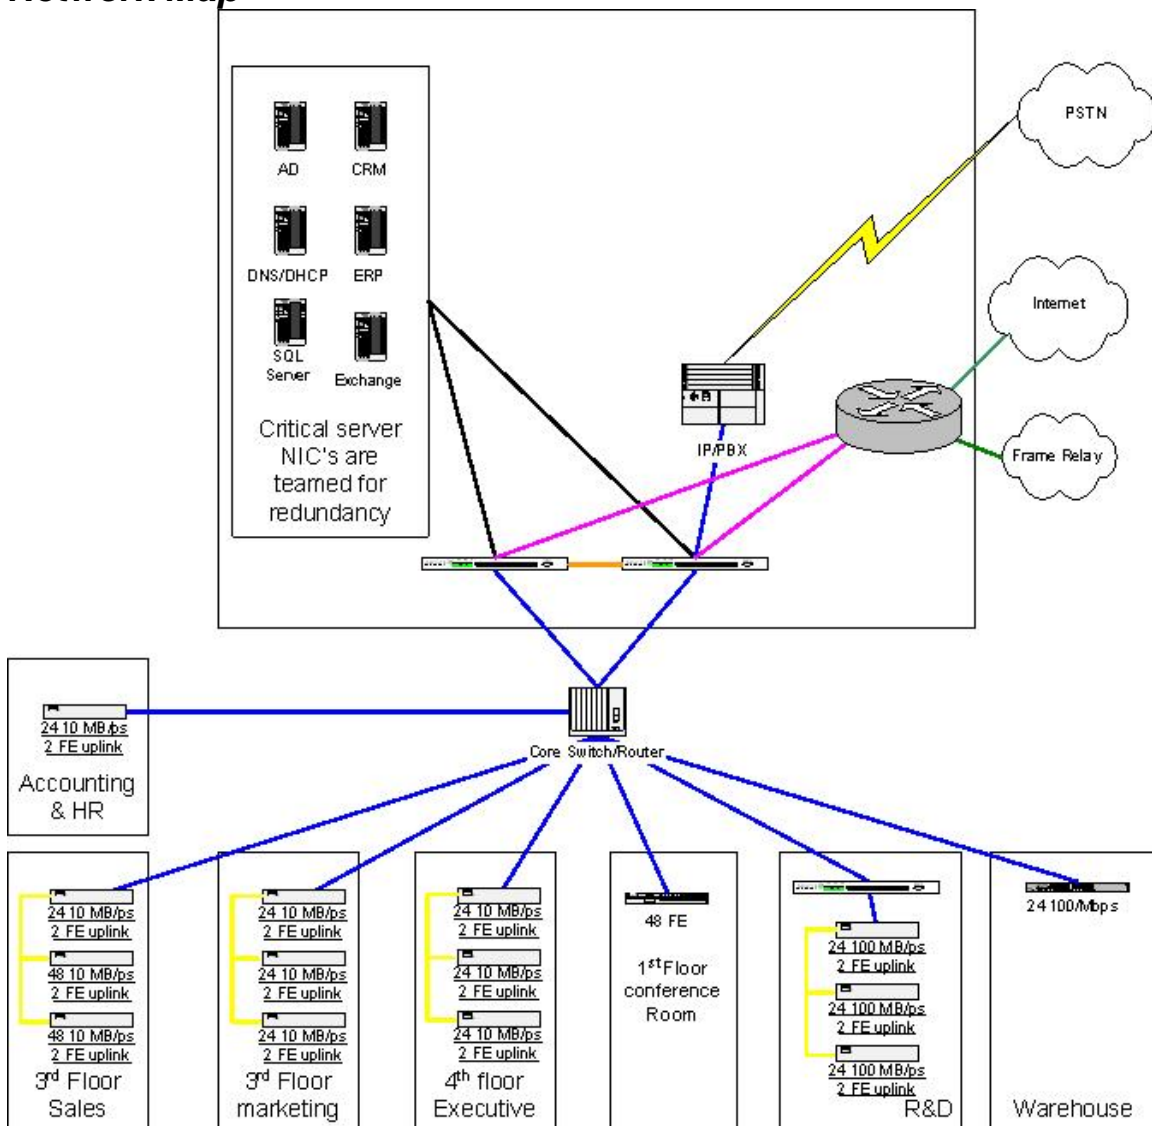 Network Map
PSTN
AD
CRM
DNS/DHCP
ERP
Internet
SQL
Server
Exchange
IP/PBX
Frame Relay
Critical server
NIC's are
teamed for
redundancy
Core Switch/Router
24 10 MB/ps
2 FE uplink
Accounting
& HR
24 10 MB/ps
2 FE uplink
48 10 MB/ps
2 FE uplink
48 10 MB/ps
2 FE uplink
3rd Floor
Sales
24 10 MB/ps
2 FE uplink
24 10 MB/ps
2 FE uplink
24 10 MB/ps
2 FE uplink
3rd Floor
marketing
24 10 MB/ps
2 FE uplink
24 10 MB/ps
2 FE uplink
24 10 MB/ps
2 FE uplink
4th floor
Executive
48 FE
1st Floor
conference
Room
24 100 MB/ps
2 FE uplink
24 100 MB/ps
2 FE uplink
24 100 MB/ps
2 FE uplink
R&D
24 100/Mbps
Warehouse